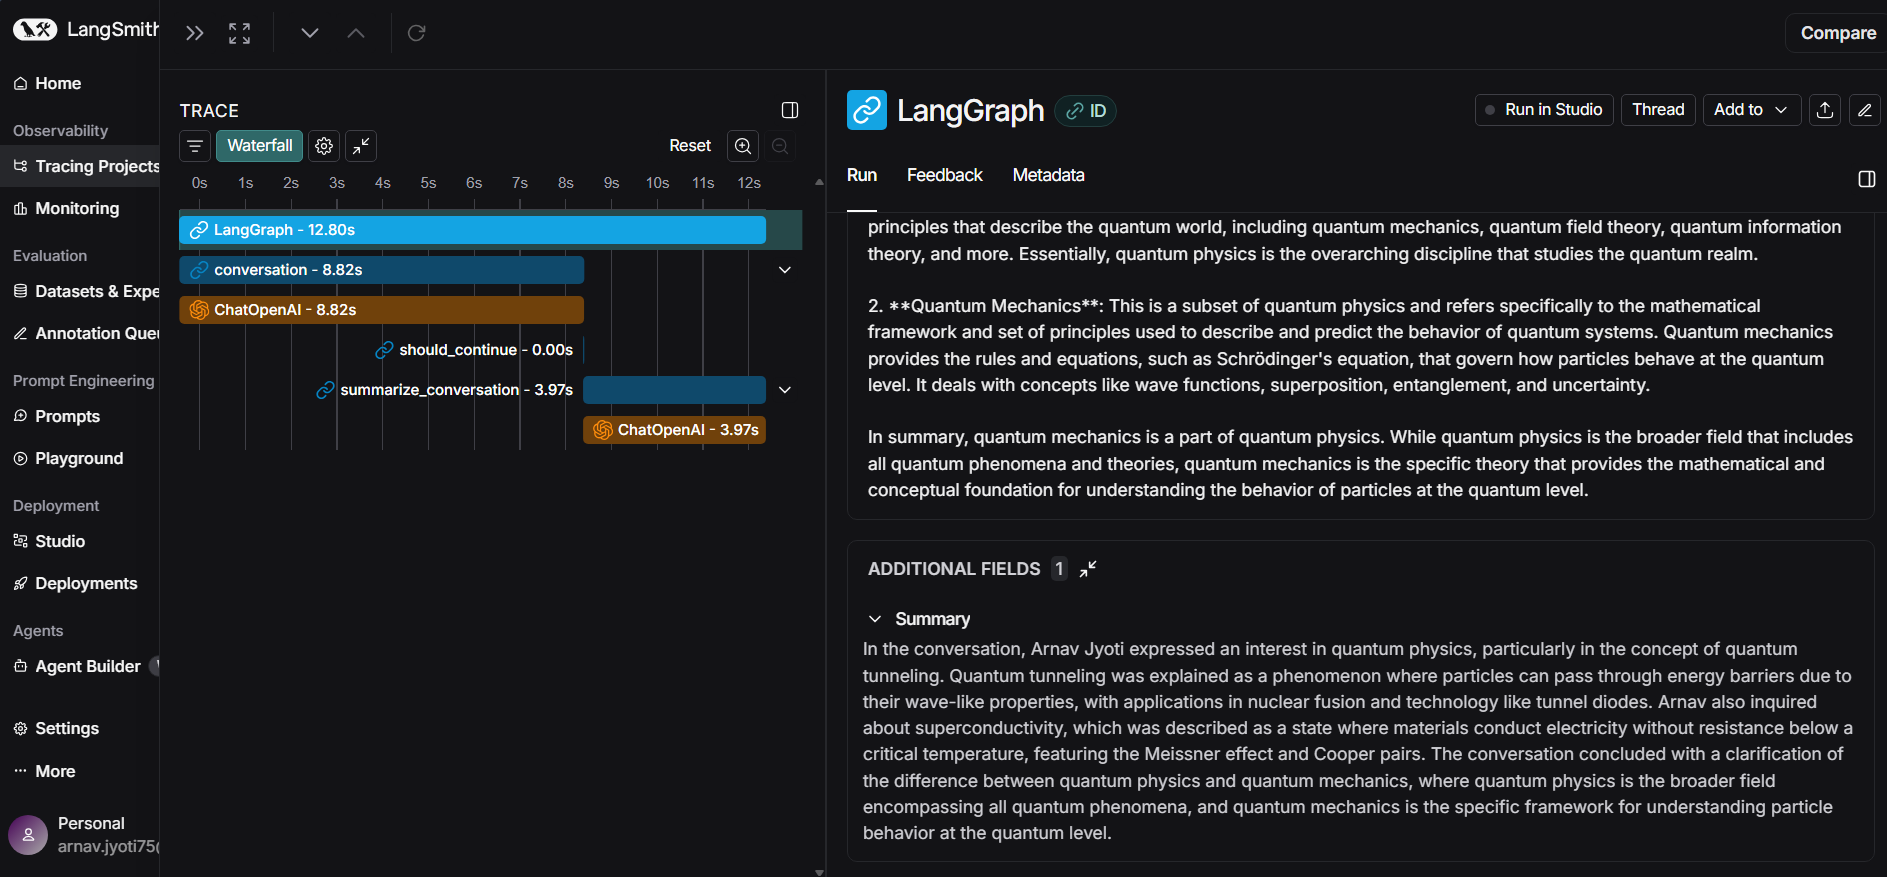 LangSmith
Home
Observability
Tracing Projects
Monitoring
Evaluation
Datasets & Expe
Annotation Que
Prompt Engineering
Prompts
Playground
Deployment
Studio
Deployments
Agents
Agent Builder
Settings
More
Personal
arnav.jyoti75@
TRACE
Waterfall
Reset
0s 1s 2s 3s 4s 5s 6s 7s 8s 9s 10s 11s 12s
LangGraph - 12.80s
conversation - 8.82s
ChatOpenAI - 8.82s
should_continue - 0.00s
summarize_conversation - 3.97s
ChatOpenAI - 3.97s
Compare
LangGraph ID
Run in Studio Thread Add to
Run Feedback Metadata
principles that describe the quantum world, including quantum mechanics, quantum field theory, quantum information
theory, and more. Essentially, quantum physics is the overarching discipline that studies the quantum realm.
2. **Quantum Mechanics**: This is a subset of quantum physics and refers specifically to the mathematical
framework and set of principles used to describe and predict the behavior of quantum systems. Quantum mechanics
provides the rules and equations, such as Schrödinger's equation, that govern how particles behave at the quantum
level. It deals with concepts like wave functions, superposition, entanglement, and uncertainty.
In summary, quantum mechanics is a part of quantum physics. While quantum physics is the broader field that includes
all quantum phenomena and theories, quantum mechanics is the specific theory that provides the mathematical and
conceptual foundation for understanding the behavior of particles at the quantum level.
ADDITIONAL FIELDS 1
Summary
In the conversation, Arnav Jyoti expressed an interest in quantum physics, particularly in the concept of quantum
tunneling. Quantum tunneling was explained as a phenomenon where particles can pass through energy barriers due to
their wave-like properties, with applications in nuclear fusion and technology like tunnel diodes. Arnav also inquired
about superconductivity, which was described as a state where materials conduct electricity without resistance below a
critical temperature, featuring the Meissner effect and Cooper pairs. The conversation concluded with a clarification of
the difference between quantum physics and quantum mechanics, where quantum physics is the broader field
encompassing all quantum phenomena, and quantum mechanics is the specific framework for understanding particle
behavior at the quantum level.